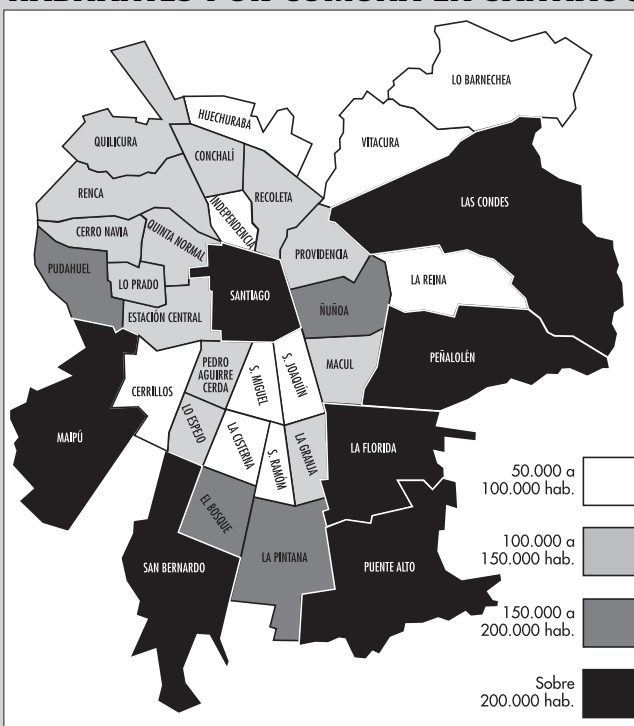 HABITANTES POR COMUNA EN SANTIAGO
LO BARNECHEA
HUECHURABA
VITACURA
QUILICURA
CONCHALÍ
RENCA
RECOLETA
INDEPENDENCIA
LAS CONDES
CERRO NAVIA
QUINTA NORMAL
PROVIDENCIA
PUDAHUEL
LO PRADO
SANTIAGO
LA REINA
ÑUÑOA
ESTACIÓN CENTRAL
PEDRO
AGUIRRE
CERDA
S. MIGUEL
S. JOAQUÍN
MACUL
PEÑALOLÉN
CERRILLOS
MAIPÚ
LO ESPEJO
LA CISTERNA
S. RAMÓM
LA GRANJA
LA FLORIDA
EL BOSQUE
SAN BERNARDO
LA PINTANA
PUENTE ALTO
50.000 a
100.000 hab.
100.000 a
150.000 hab.
150.000 a
200.000 hab.
Sobre
200.000 hab.